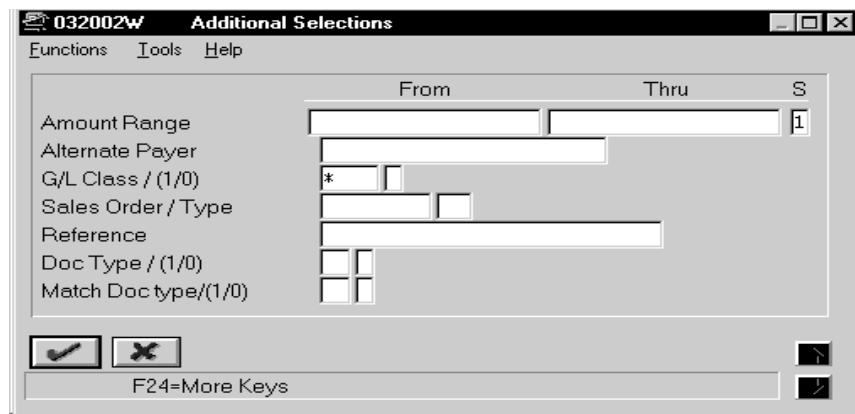 032002W Additional Selections
Functions Tools Help
From Thru S
Amount Range 1
Alternate Payer
G/L Class / (1/0) *
Sales Order / Type
Reference
Doc Type / (1/0)
Match Doc type/(1/0)
F24=More Keys